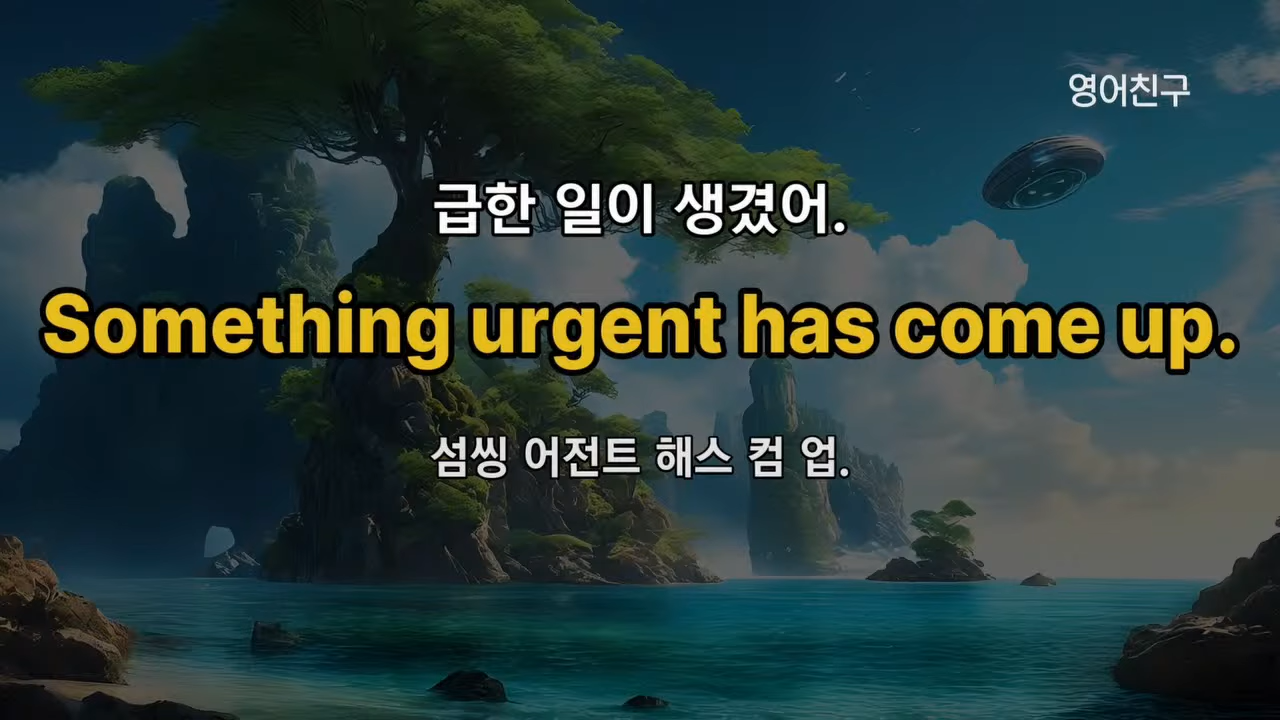 영어친구
급한 일이 생겼어.
Something urgent has come up.
섬씽 어전트 해스 컴 업.